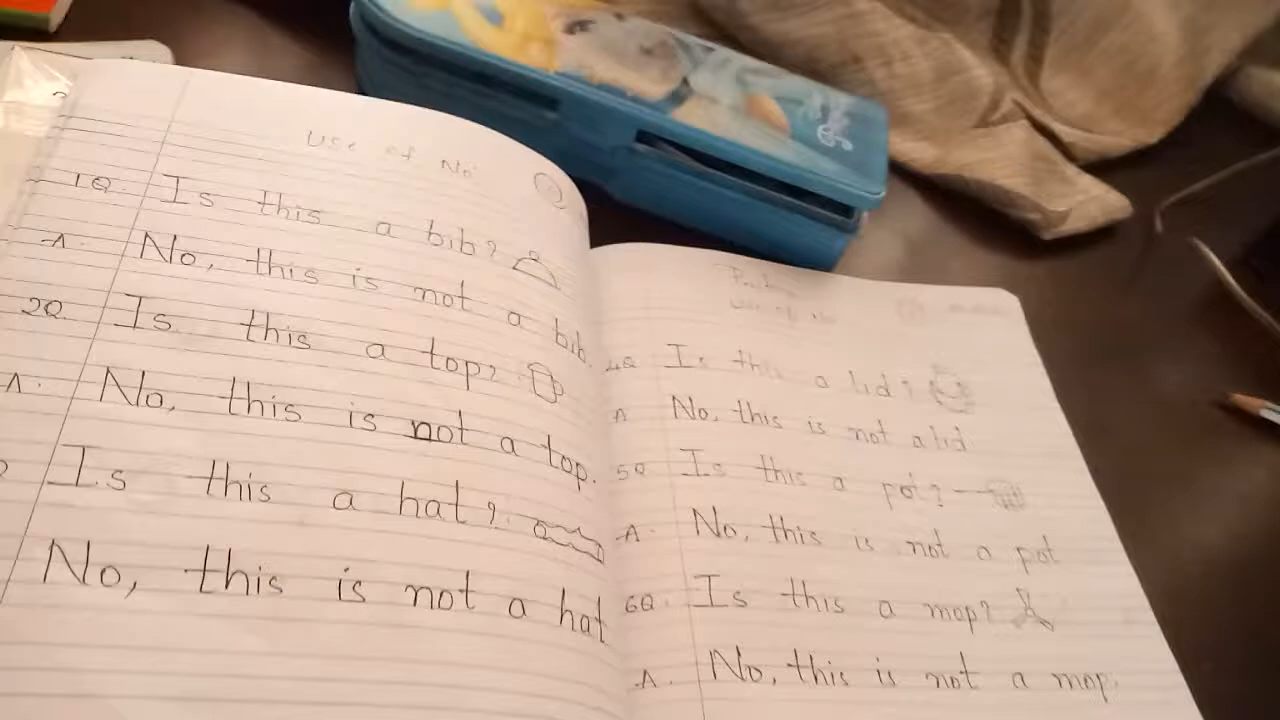 Use of No
1Q. Is this a bib?
A. No, this is not a bib.
2Q. Is this a top?
A. No, this is not a top.
Is this a hat?
No, this is not a hat
4Q Is this a lid?
A No, this is not a lid
5Q Is this a pot?
A. No, this is not a pot
6Q. Is this a mop?
A. No, this is not a mop.